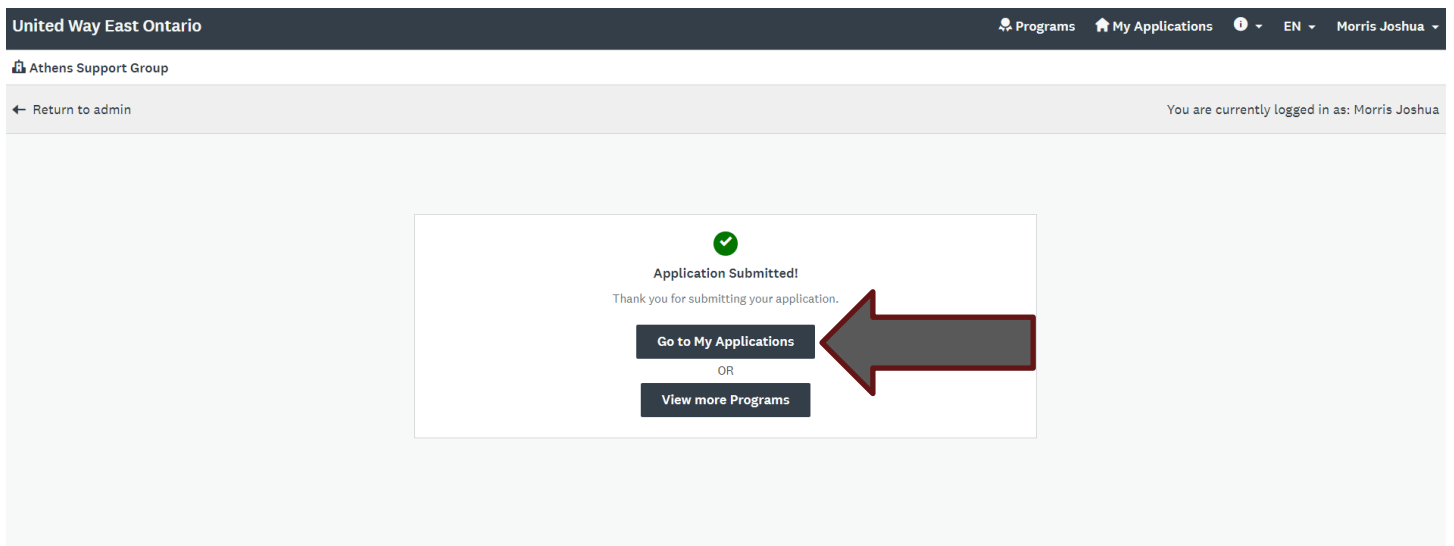 United Way East Ontario Programs My Applications EN Morris Joshua
Athens Support Group
Return to admin You are currently logged in as: Morris Joshua
Application Submitted!
Thank you for submitting your application.
Go to My Applications
OR
View more Programs